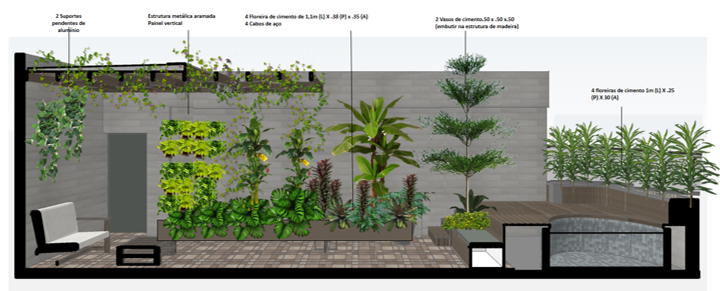 2 Suportes
pendentes de
alumínio
Estrutura metálica aramada
Painel vertical
4 Floreira de cimento de 1,1m (L) X .38 (P) x .35 (A)
4 Cabos de aço
2 Vasos de cimento.50 x .50 x.50
(embutir na estrutura de madeira)
4 floreiras de cimento 1m (L) X .25
(P) X 30 (A)